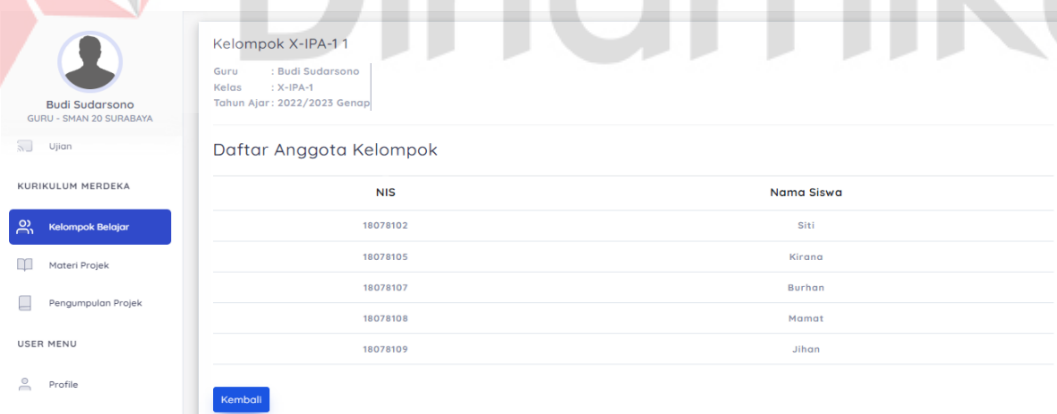 Dinamika
Budi Sudarsono
GURU - SMAN 20 SURABAYA
Ujian
KURIKULUM MERDEKA
Kelompok Belajar
Materi Projek
Pengumpulan Projek
USER MENU
Profile
Kelompok X-IPA-1 1
Guru : Budi Sudarsono
Kelas : X-IPA-1
Tahun Ajar : 2022/2023 Genap
Daftar Anggota Kelompok
NIS Nama Siswa
18078102 Siti
18078105 Kirana
18078107 Burhan
18078108 Mamat
18078109 Jihan
Kembali